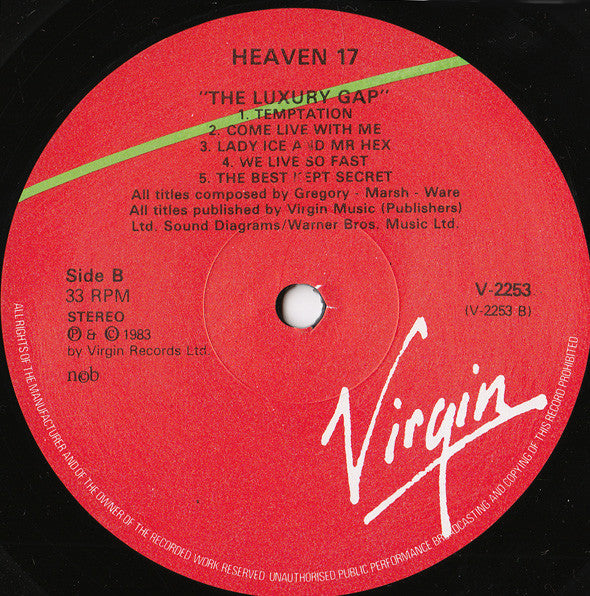 HEAVEN 17
"THE LUXURY GAP"
1. TEMPTATION
2. COME LIVE WITH ME
3. LADY ICE AND MR HEX
4. WE LIVE SO FAST
5. THE BEST KEPT SECRET
All titles composed by Gregory - Marsh - Ware
All titles published by Virgin Music (Publishers)
Ltd. Sound Diagrams/Warner Bros. Music Ltd.
Side B
33 RPM
STEREO
Ⓟ & © 1983
by Virgin Records Ltd.
ncb
V-2253
(V-2253 B)
Virgin
ALL RIGHTS OF THE MANUFACTURER AND OF THE OWNER OF THE RECORDED WORK RESERVED UNAUTHORISED PUBLIC PERFORMANCE BROADCASTING AND COPYING OF THIS RECORD PROHIBITED